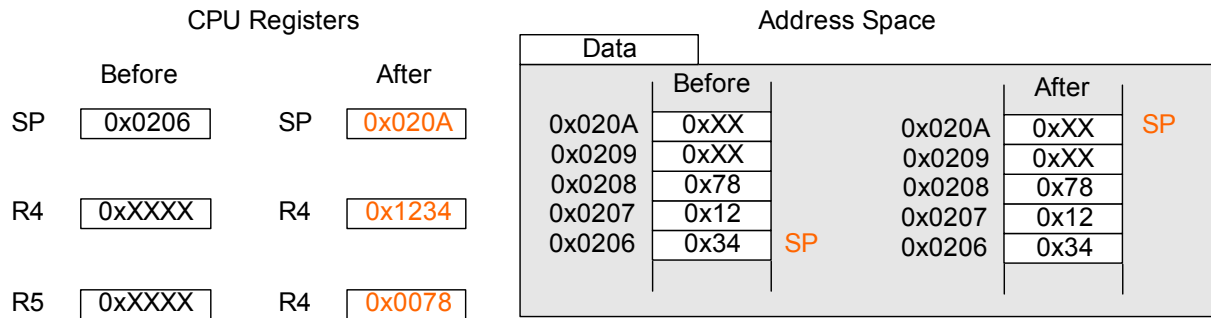 CPU Registers
Address Space
Data
Before
After
Before
After
SP 0x0206 SP 0x020A
0x020A 0xXX
0x020A 0xXX SP
0x0209 0xXX
0x0209 0xXX
0x0208 0x78
0x0208 0x78
R4 0xXXXX R4 0x1234
0x0207 0x12
0x0207 0x12
0x0206 0x34 SP
0x0206 0x34
R5 0xXXXX R4 0x0078